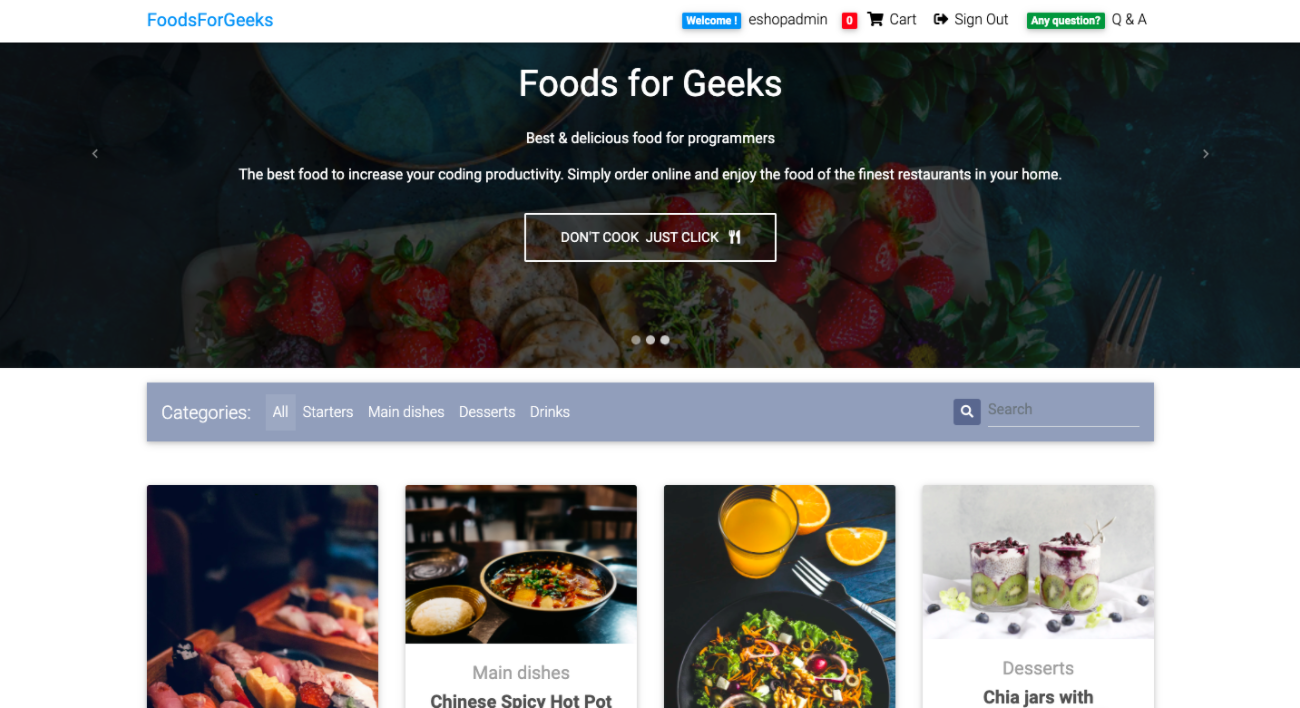 FoodsForGeeks
Welcome ! eshopadmin 0 Cart Sign Out Any question? Q & A
Foods for Geeks
Best & delicious food for programmers
The best food to increase your coding productivity. Simply order online and enjoy the food of the finest restaurants in your home.
DON'T COOK JUST CLICK
Categories: All Starters Main dishes Desserts Drinks
Search
Main dishes
Chinese Spicy Hot Pot
Desserts
Chia jars with